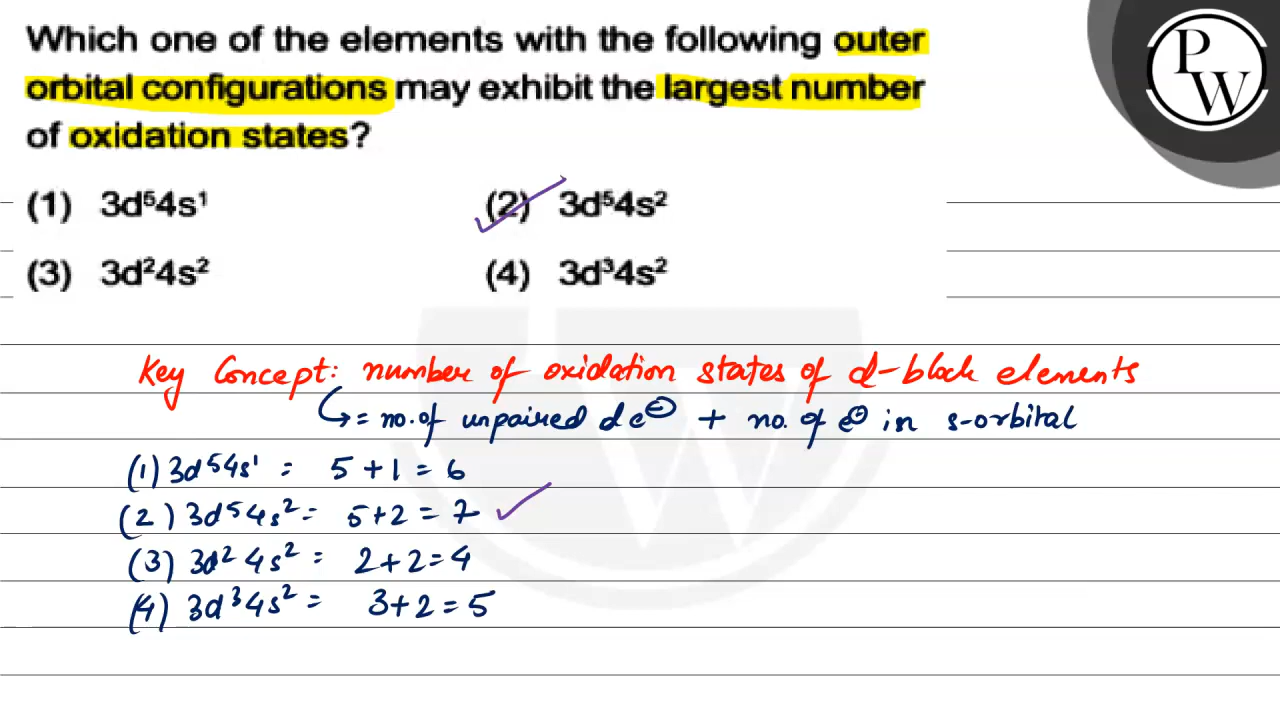 Which one of the elements with the following outer
orbital configurations may exhibit the largest number
of oxidation states?
(1) 3d⁵4s¹ (2) 3d⁵4s²
(3) 3d²4s² (4) 3d³4s²
Key Concept: number of oxidation states of d-block elements
↳ = no. of unpaired d e⊖ + no. of e⊖ in s-orbital
(1) 3d⁵4s¹ = 5 + 1 = 6
(2) 3d⁵4s² = 5+2 = 7 ✓
(3) 3d² 4s² = 2+2=4
(4) 3d³4s² = 3+2=5
P
W